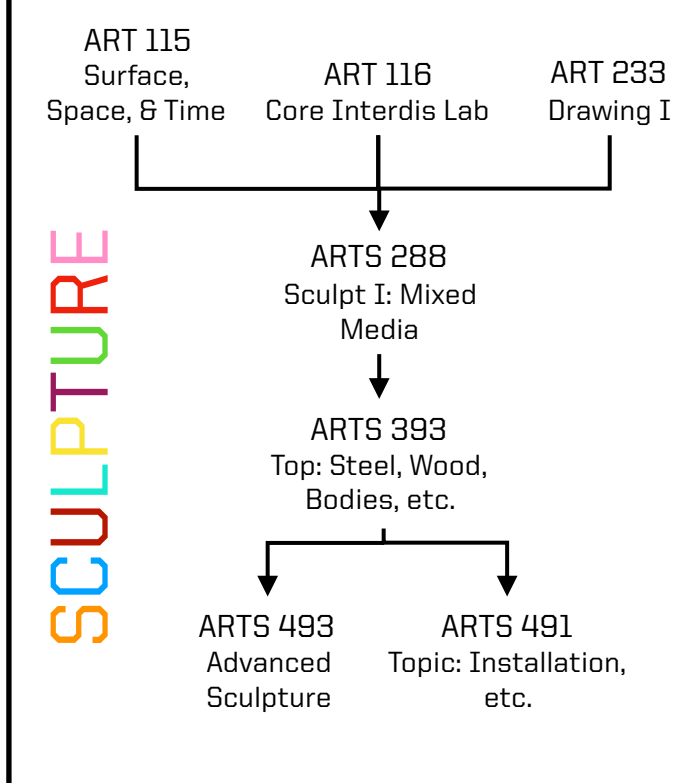 ART 115
Surface,
Space, & Time
ART 116
Core Interdis Lab
ART 233
Drawing I
SCULPTURE
ARTS 288
Sculpt I: Mixed
Media
ARTS 393
Top: Steel, Wood,
Bodies, etc.
ARTS 493
Advanced
Sculpture
ARTS 491
Topic: Installation,
etc.